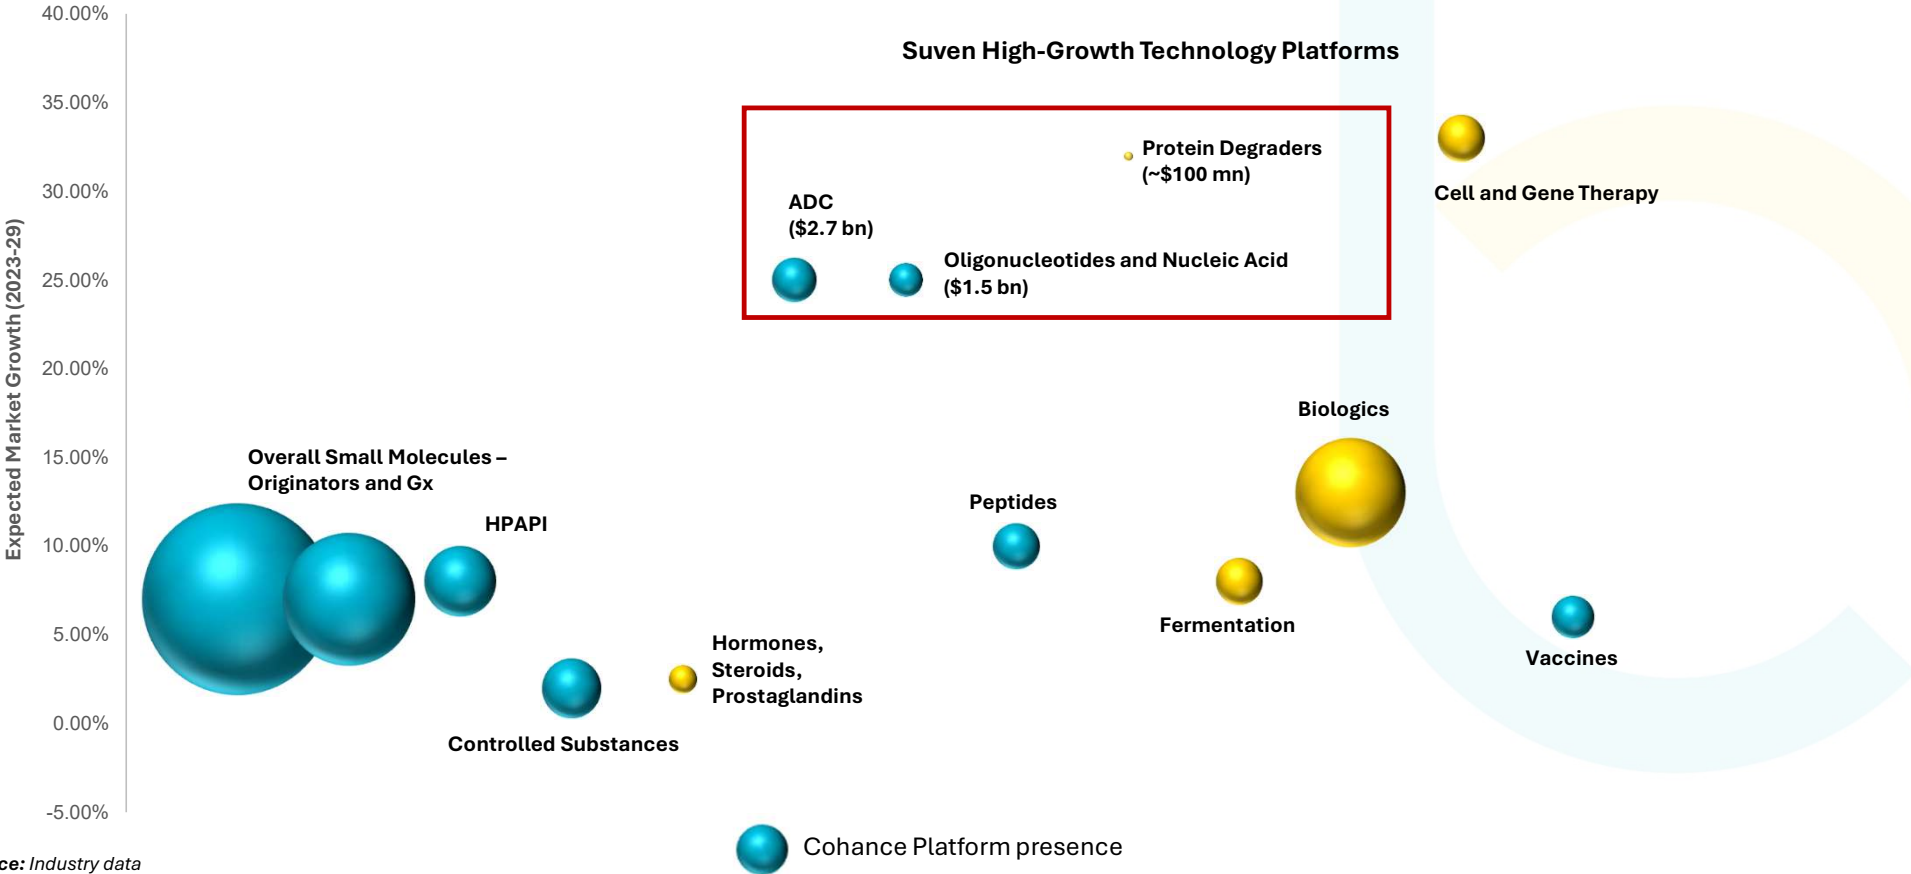 40.00%
35.00%
30.00%
25.00%
20.00%
15.00%
10.00%
5.00%
0.00%
-5.00%
Expected Market Growth (2023-29)
Suven High-Growth Technology Platforms
Protein Degraders
(~$100 mn)
ADC
($2.7 bn)
Oligonucleotides and Nucleic Acid
($1.5 bn)
Cell and Gene Therapy
Biologics
Overall Small Molecules –
Originators and Gx
HPAPI
Peptides
Fermentation
Hormones,
Steroids,
Prostaglandins
Vaccines
Controlled Substances
Cohance Platform presence
ce: Industry data